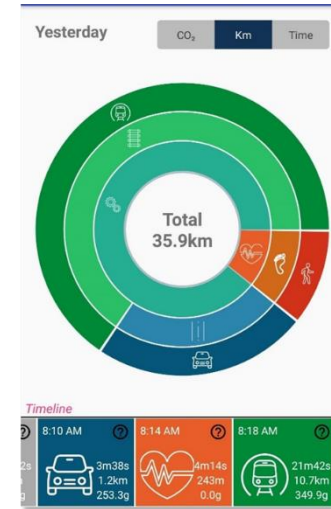 Yesterday
CO₂
Km
Time
Total
35.9km
Timeline
2s
g
8:10 AM ?
3m38s
1.2km
253.3g
8:14 AM ?
4m14s
243m
0.0g
8:18 AM ?
21m42s
10.7km
349.9g